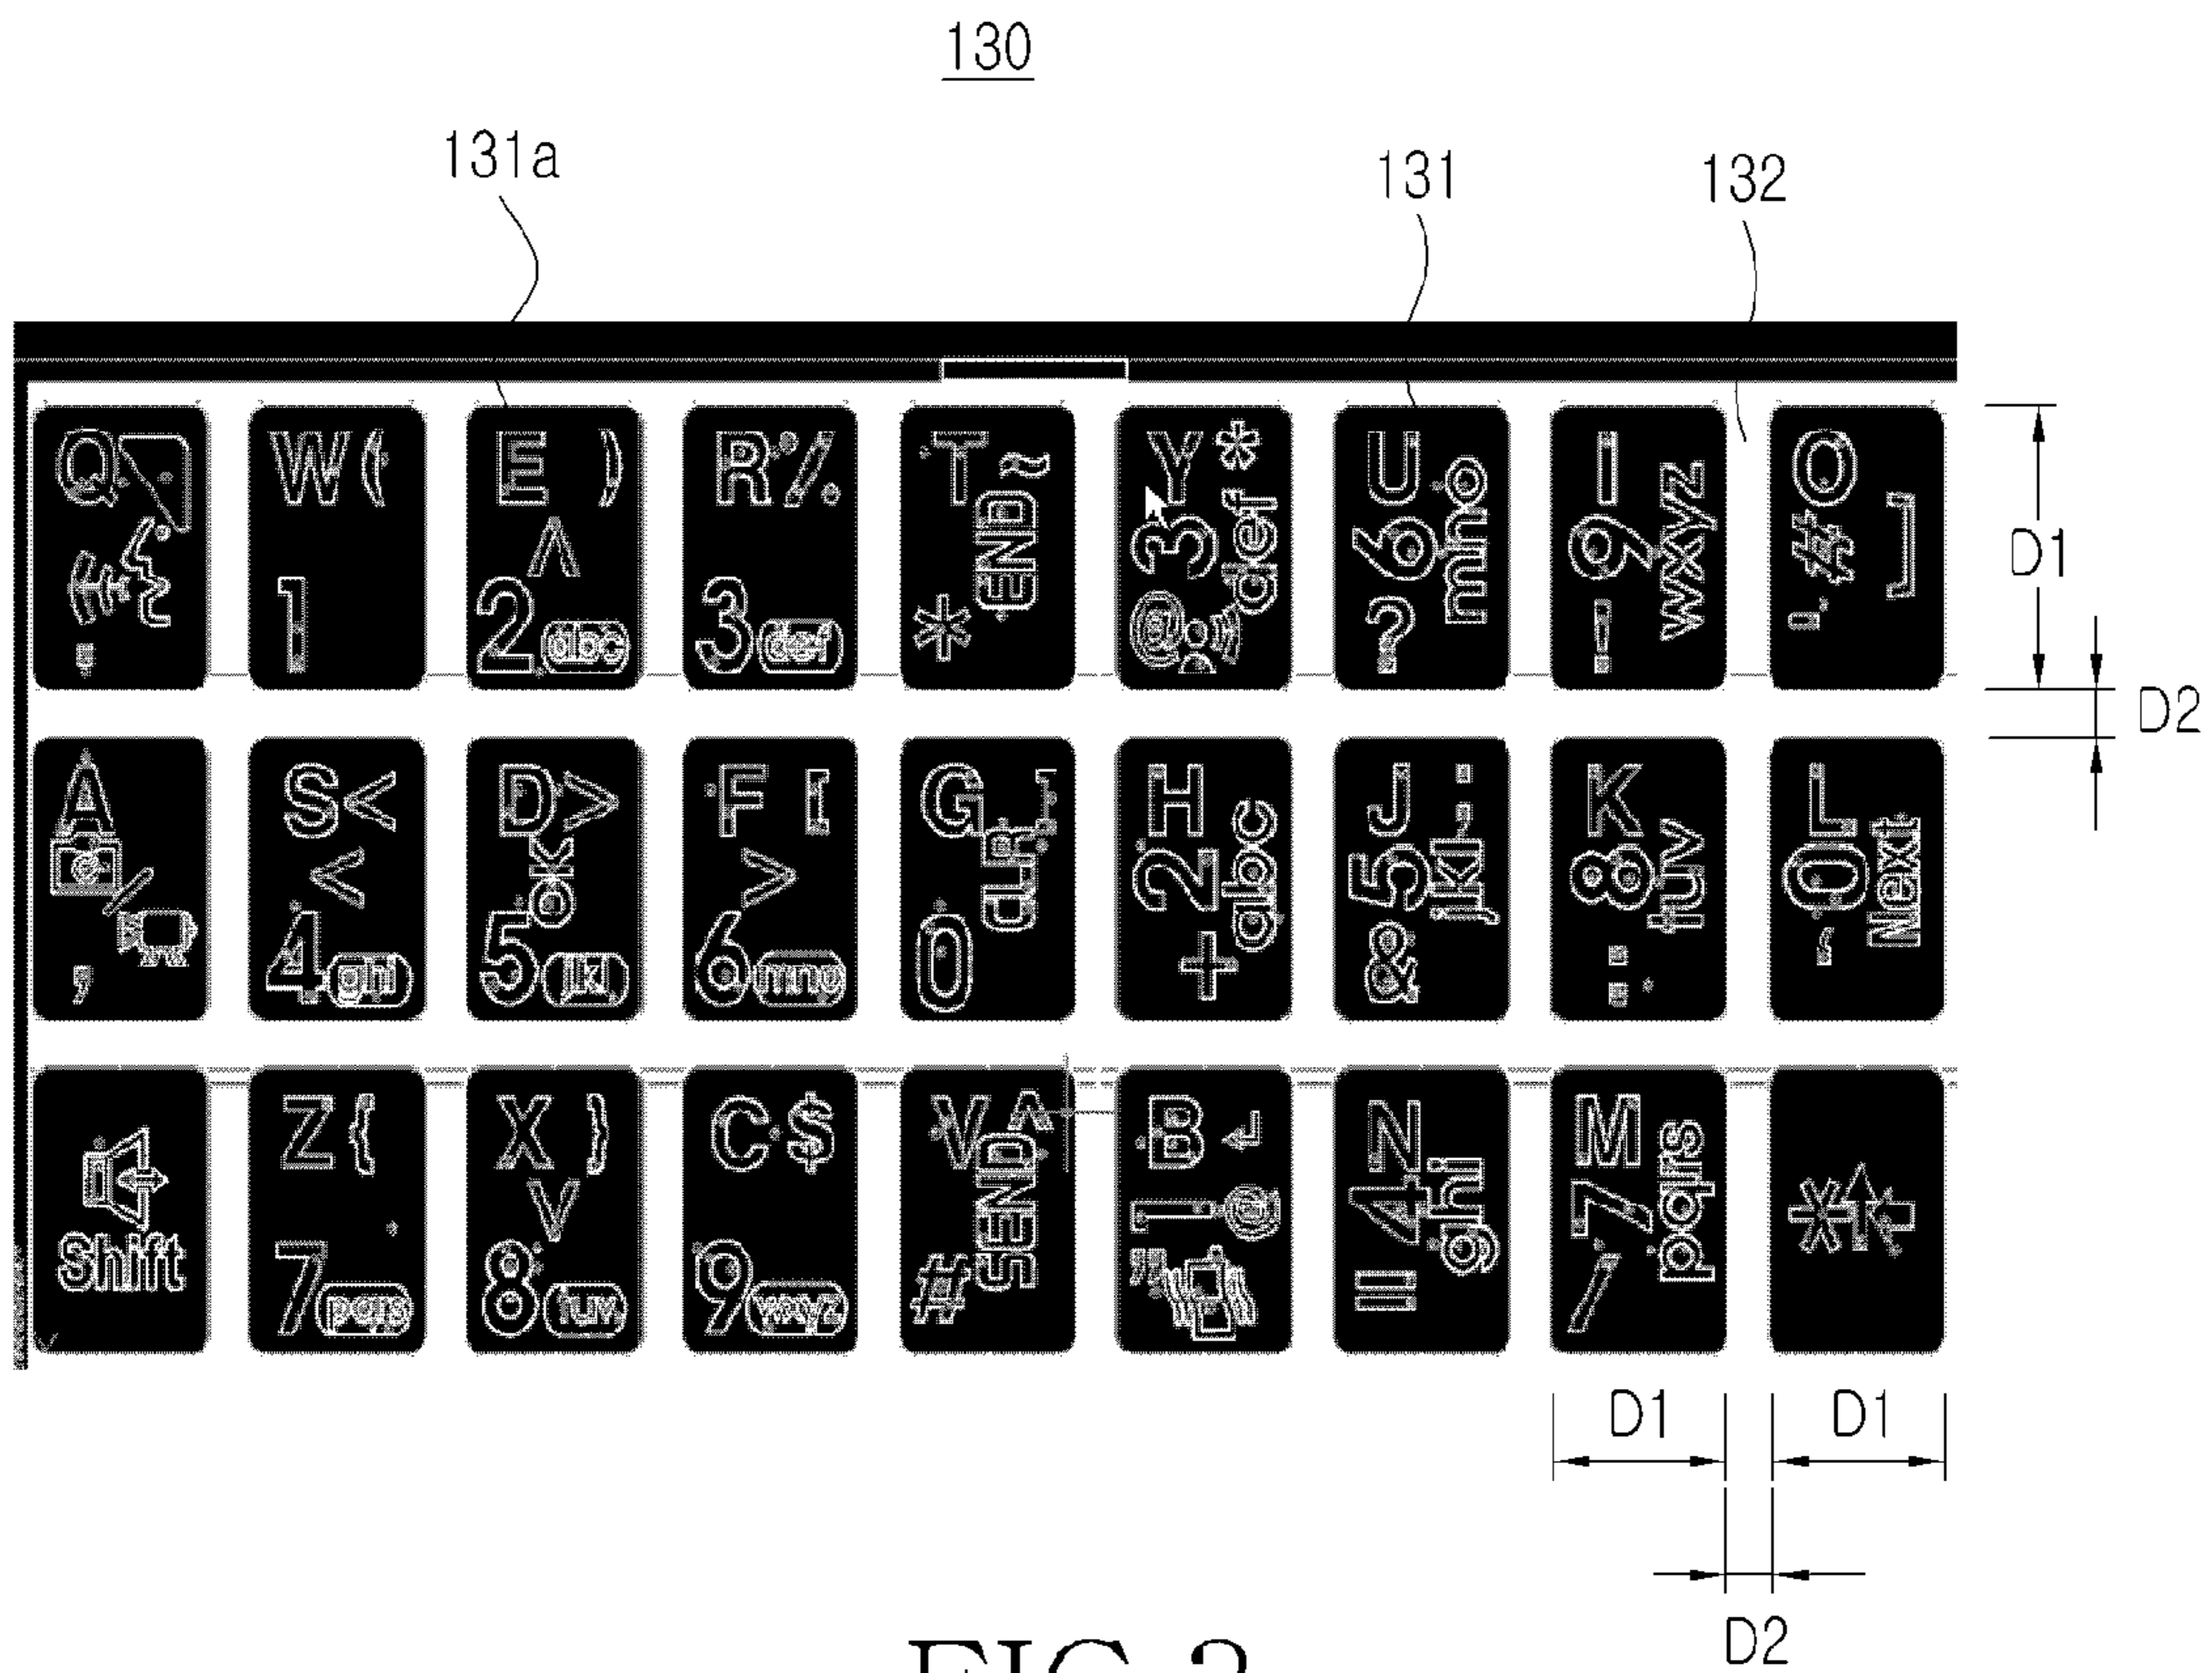 130
131a 131 132
Q W ( E ) R % T ~ Y * U I O
^ END 3 def 6 mno 9 wxyz # ]
, 1 2 abc 3 def * @ ? ! '
D1
D2
A S < D > F [ G ] H J ; K L
< OK > CLR 2 abc 5 jkl 8 tuv 0 Next
, 4 ghi 5 jkl 6 mno 0 + & :
Z { X } C $ V ^ B N M
Shift V SEND 1 @ 4 ghi 7 pqrs *
7 pqrs 8 tuv 9 wxyz # " = /
D1 D1
D2